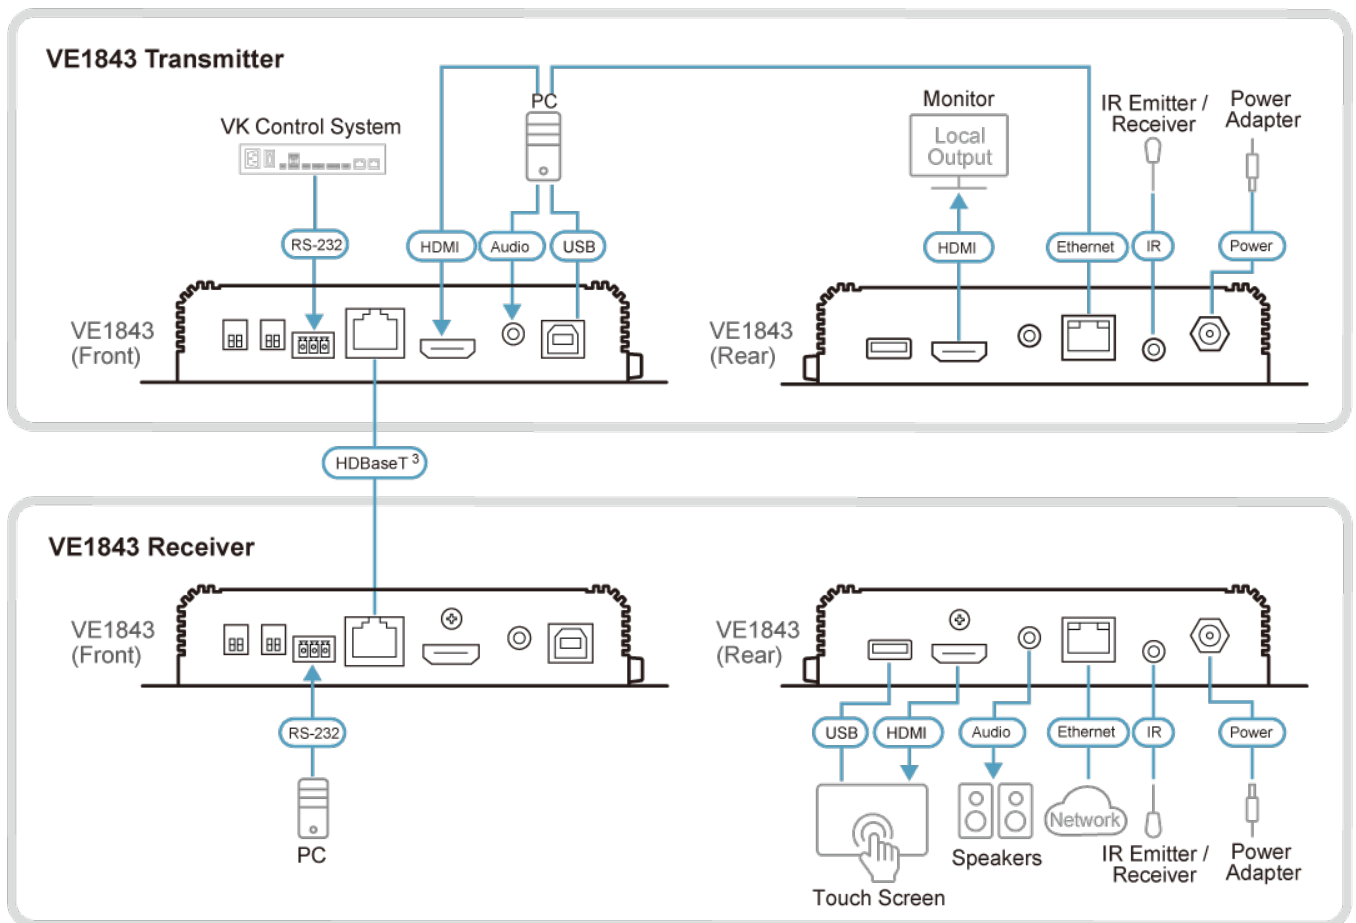 VE1843 Transmitter
PC
VK Control System
Monitor
Local
Output
IR Emitter /
Receiver
Power
Adapter
RS-232
HDMI
Audio
USB
HDMI
Ethernet
IR
Power
VE1843
(Front)
VE1843
(Rear)
HDBaseT 3
VE1843 Receiver
VE1843
(Front)
VE1843
(Rear)
RS-232
USB
HDMI
Audio
Ethernet
IR
Power
PC
Touch Screen
Speakers
Network
IR Emitter /
Receiver
Power
Adapter